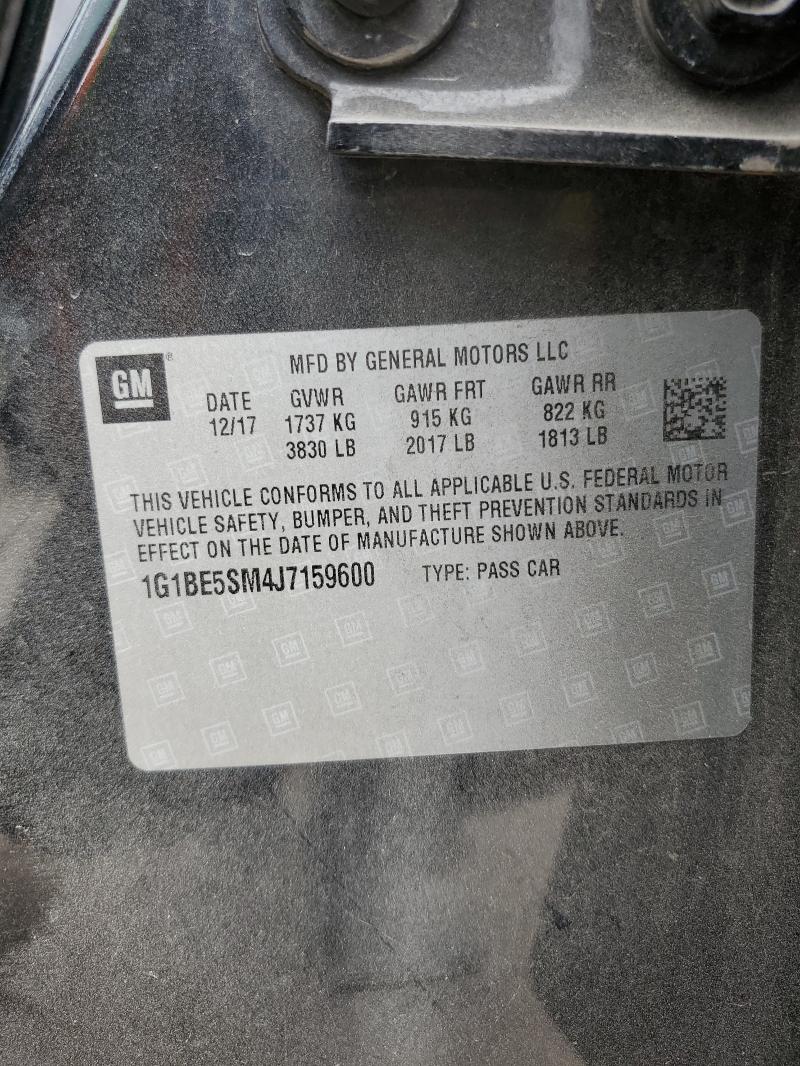 GM®
MFD BY GENERAL MOTORS LLC
DATE GVWR GAWR FRT GAWR RR
12/17 1737 KG 915 KG 822 KG
3830 LB 2017 LB 1813 LB
THIS VEHICLE CONFORMS TO ALL APPLICABLE U.S. FEDERAL MOTOR
VEHICLE SAFETY, BUMPER, AND THEFT PREVENTION STANDARDS IN
EFFECT ON THE DATE OF MANUFACTURE SHOWN ABOVE.
1G1BE5SM4J7159600 TYPE: PASS CAR